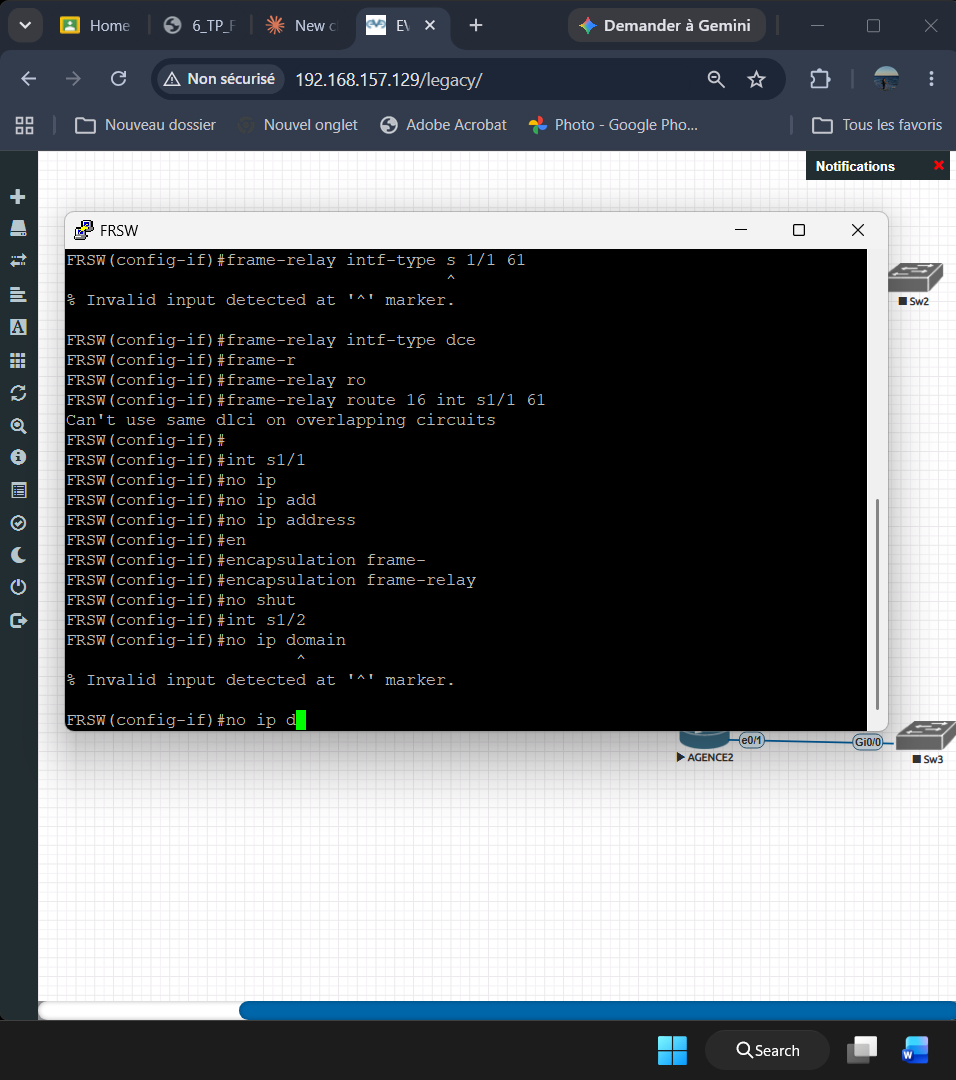 Home
6_TP_F
New c
EV
Demander à Gemini
Non sécurisé
192.168.157.129/legacy/
Nouveau dossier
Nouvel onglet
Adobe Acrobat
Photo - Google Pho...
Tous les favoris
Notifications
FRSW
FRSW(config-if)#frame-relay intf-type s 1/1 61
^
% Invalid input detected at '^' marker.
FRSW(config-if)#frame-relay intf-type dce
FRSW(config-if)#frame-r
FRSW(config-if)#frame-relay ro
FRSW(config-if)#frame-relay route 16 int s1/1 61
Can't use same dlci on overlapping circuits
FRSW(config-if)#
FRSW(config-if)#int s1/1
FRSW(config-if)#no ip
FRSW(config-if)#no ip add
FRSW(config-if)#no ip address
FRSW(config-if)#en
FRSW(config-if)#encapsulation frame-
FRSW(config-if)#encapsulation frame-relay
FRSW(config-if)#no shut
FRSW(config-if)#int s1/2
FRSW(config-if)#no ip domain
^
% Invalid input detected at '^' marker.
FRSW(config-if)#no ip d
Sw2
e0/1
Gi0/0
AGENCE2
Sw3
Search